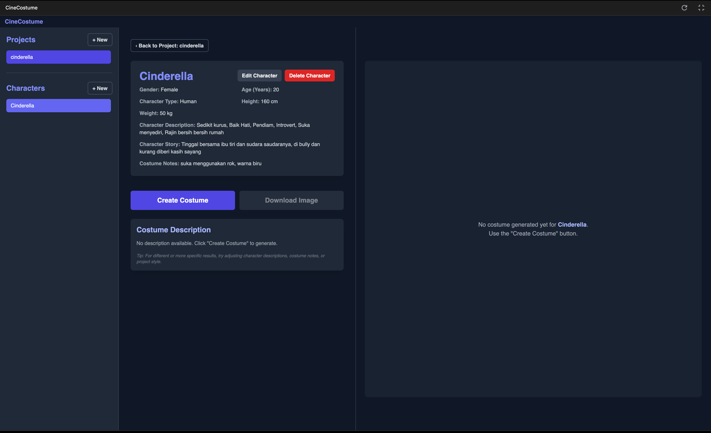 CineCostume
CineCostume
Projects
+ New
cinderella
Characters
+ New
Cinderella
‹ Back to Project: cinderella
Cinderella
Edit Character
Delete Character
Gender: Female
Age (Years): 20
Character Type: Human
Height: 160 cm
Weight: 50 kg
Character Description: Sedikit kurus, Baik Hati, Pendiam, Introvert, Suka
menyediri, Rajin bersih bersih rumah
Character Story: Tinggal bersama ibu firi dan sudara saudaranya, di bully dan
kurang diberi kasih sayang
Costume Notes: suka menggunakan rok, warna biru
Create Costume
Download Image
Costume Description
No description available. Click "Create Costume" to generate.
Tip: For different or more specific results, try adjusting character descriptions, costume notes, or
project style.
No costume generated yet for Cinderella.
Use the "Create Costume" button.